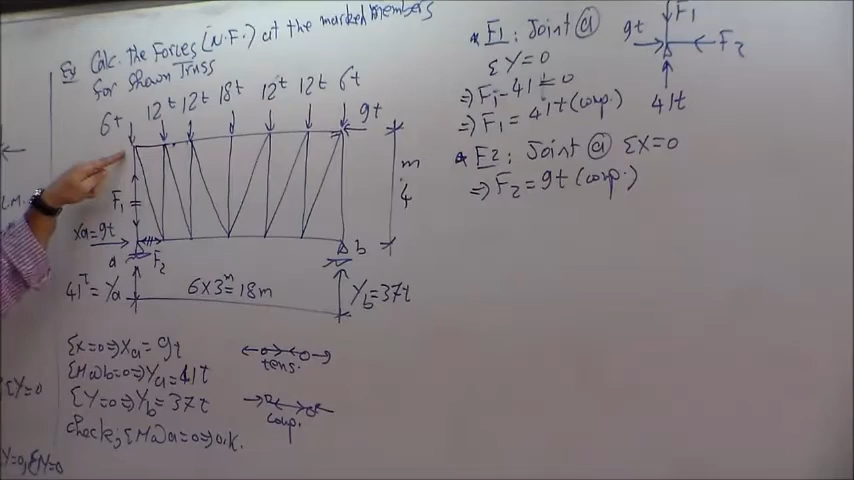 Ex Calc. the Forces (N.F.) at the marked members
for shown Truss
6t 12t 12t 18t 12t 12t 6t
9t
F1
4 m
Xa=9t
a
F2
b
41t=Ya
6x3m=18m
Yb=37t
ΣX=0⇒Xa=9t
ΣM@b=0⇒Ya=41t
ΣY=0⇒Yb=37t
check; ΣM@a=0⇒o.k.
tens.
comp.
L.M.
ΣY=0
Y=0, ΣM=0
* F1: Joint @
ΣY=0
⇒F1-41=0
⇒F1=41t(comp.)
* F2: Joint @ ΣX=0
⇒F2=9t(comp.)
F1
9t
F2
41t